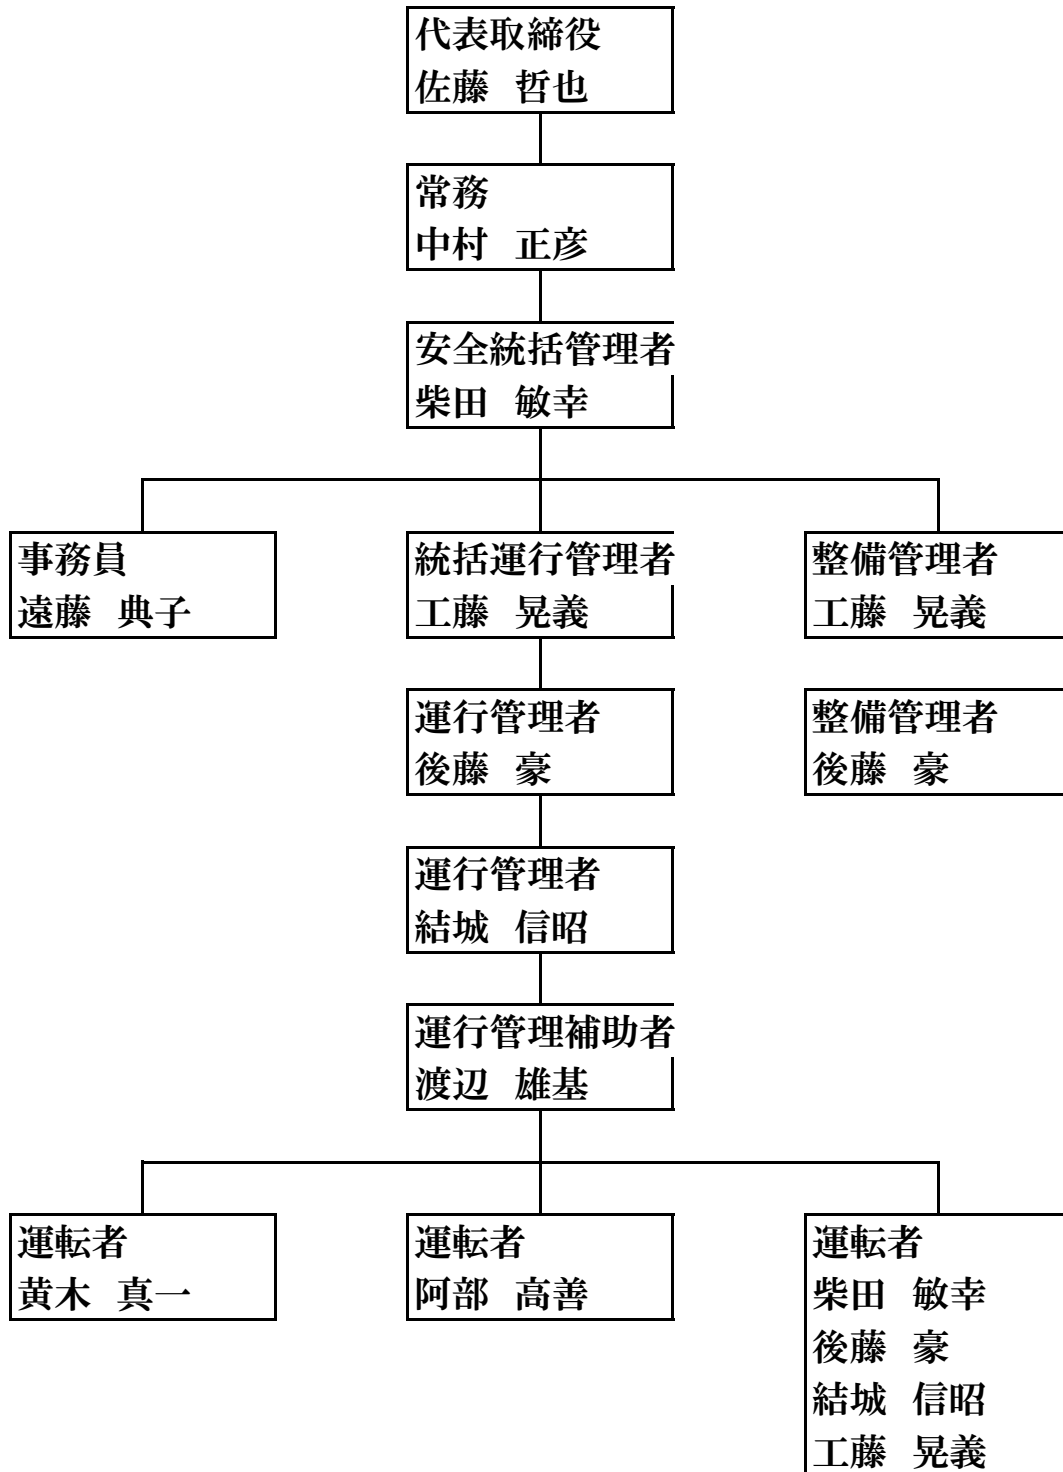 代表取締役
佐藤 哲也
常務
中村 正彦
安全統括管理者
柴田 敏幸
事務員
遠藤 典子
統括運行管理者
工藤 晃義
整備管理者
工藤 晃義
運行管理者
後藤 豪
整備管理者
後藤 豪
運行管理者
結城 信昭
運行管理補助者
渡辺 雄基
運転者
黄木 真一
運転者
阿部 高善
運転者
柴田 敏幸
後藤 豪
結城 信昭
工藤 晃義